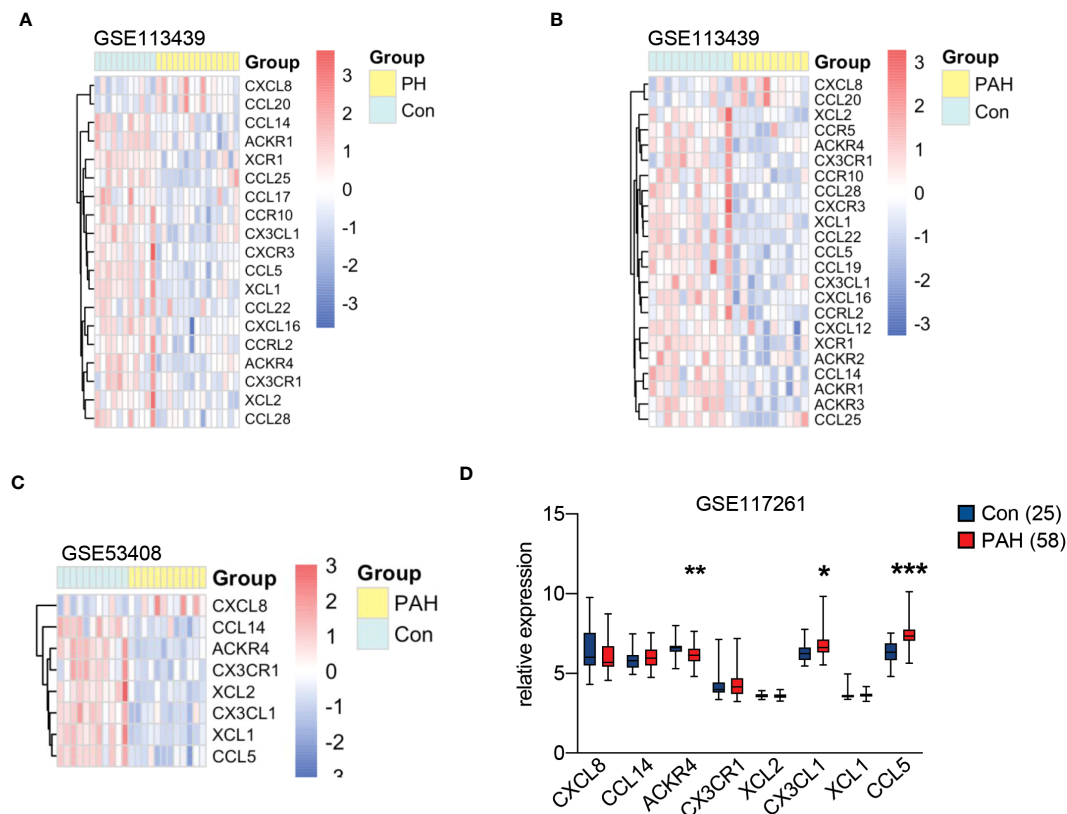 A
GSE113439
Group
CXCL8
CCL20
CCL14
ACKR1
XCR1
CCL25
CCL17
CCR10
CX3CL1
CXCR3
CCL5
XCL1
CCL22
CXCL16
CCRL2
ACKR4
CX3CR1
XCL2
CCL28
3
2
1
0
-1
-2
-3
Group
PH
Con
B
GSE113439
Group
CXCL8
CCL20
XCL2
CCR5
ACKR4
CX3CR1
CCR10
CCL28
CXCR3
XCL1
CCL22
CCL5
CCL19
CX3CL1
CXCL16
CCRL2
CXCL12
XCR1
ACKR2
CCL14
ACKR1
ACKR3
CCL25
3
2
1
0
-1
-2
-3
Group
PAH
Con
C
GSE53408
Group
CXCL8
CCL14
ACKR4
CX3CR1
XCL2
CX3CL1
XCL1
CCL5
3
2
1
0
-1
-2
Group
PAH
Con
D
GSE117261
Con (25)
PAH (58)
relative expression
15
10
5
0
** * ***
CXCL8
CCL14
ACKR4
CX3CR1
XCL2
CX3CL1
XCL1
CCL5